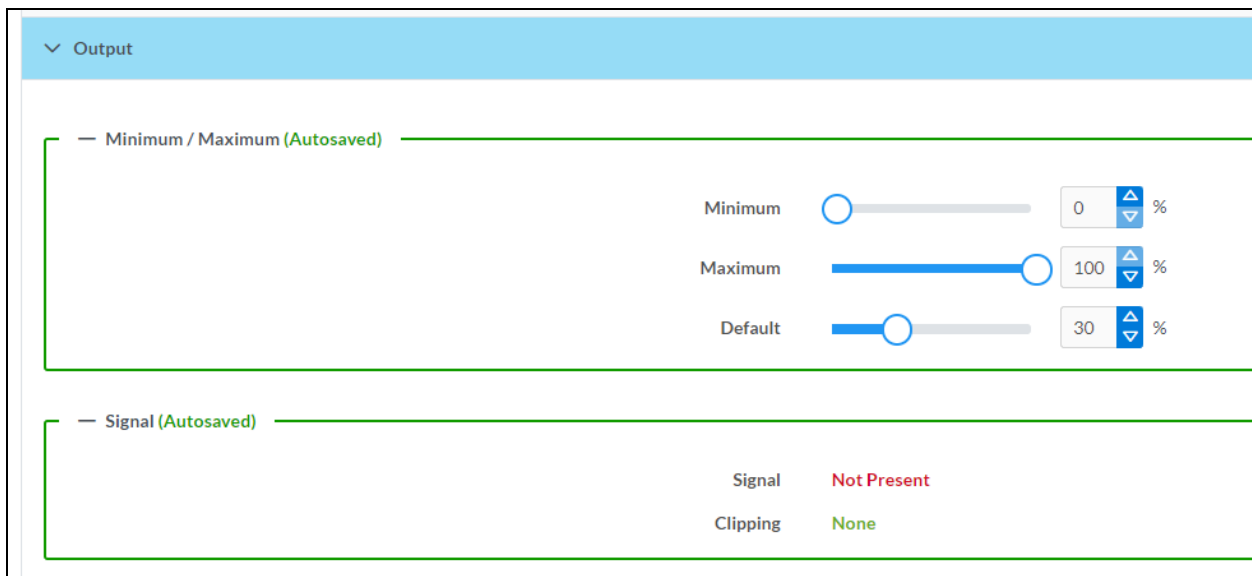 Output
Minimum / Maximum (Autosaved)
Minimum 0 %
Maximum 100 %
Default 30 %
Signal (Autosaved)
Signal Not Present
Clipping None